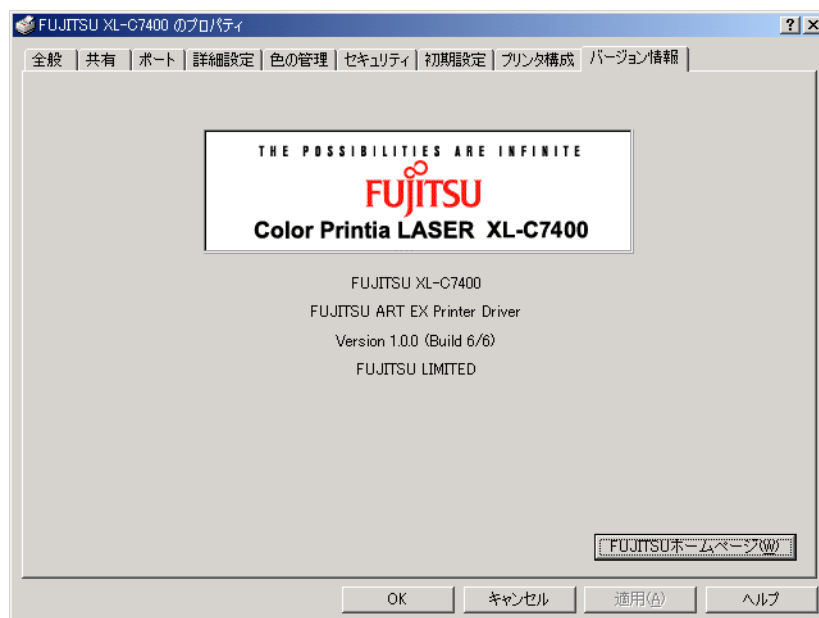 FUJITSU XL-C7400 のプロパティ
全般 共有 ポート 詳細設定 色の管理 セキュリティ 初期設定 プリンタ構成 バージョン情報
THE POSSIBILITIES ARE INFINITE
FUJITSU
Color Printia LASER XL-C7400
FUJITSU XL-C7400
FUJITSU ART EX Printer Driver
Version 1.0.0 (Build 6/6)
FUJITSU LIMITED
FUJITSUホームページ(W)
OK キャンセル 適用(A) ヘルプ